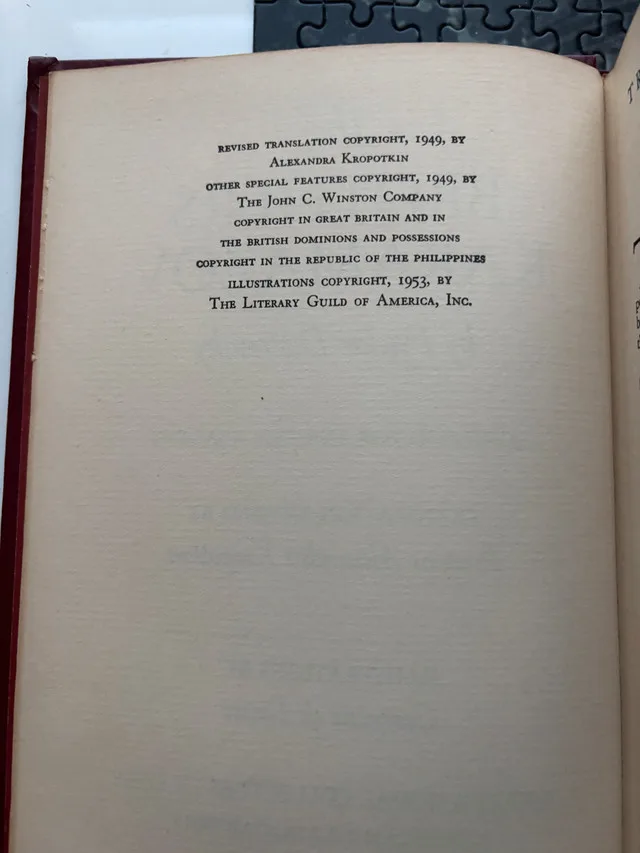 REVISED TRANSLATION COPYRIGHT, 1949, BY
ALEXANDRA KROPOTKIN
OTHER SPECIAL FEATURES COPYRIGHT, 1949, BY
THE JOHN C. WINSTON COMPANY
COPYRIGHT IN GREAT BRITAIN AND IN
THE BRITISH DOMINIONS AND POSSESSIONS
COPYRIGHT IN THE REPUBLIC OF THE PHILIPPINES
ILLUSTRATIONS COPYRIGHT, 1953, BY
THE LITERARY GUILD OF AMERICA, INC.